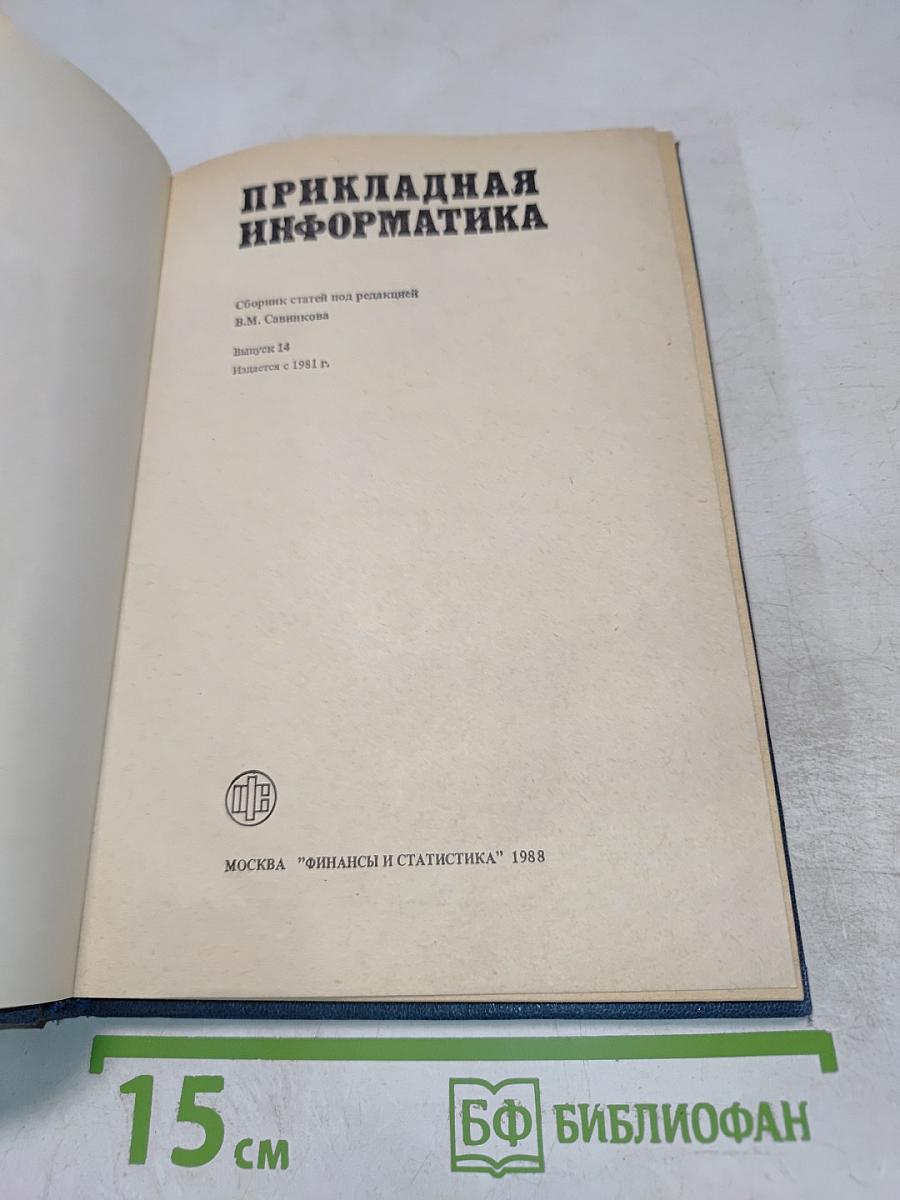 ПРИКЛАДНАЯ
ИНФОРМАТИКА
Сборник статей под редакцией
В.М. Савинкова
Выпуск 14
Издается с 1981 г.
МОСКВА "ФИНАНСЫ И СТАТИСТИКА" 1988
15 см
БФ БИБЛИОФАН